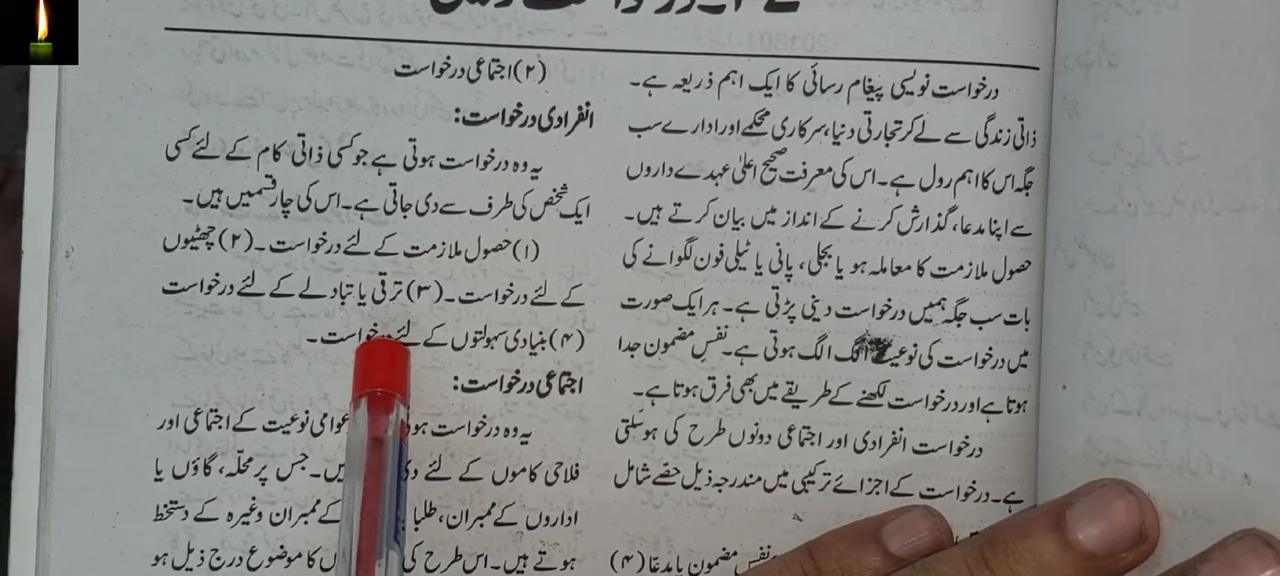 درخواست نویسی پیغام رسائی کا ایک اہم ذریعہ ہے۔
ذاتی زندگی سے لے کر تجارتی دنیا، سرکاری محکمے اور ادارے سب
جگہ اس کا اہم رول ہے۔ اس کی معرفت صحیح اعلیٰ عہدے داروں
سے اپنا مدعا، گذارش کرنے کے انداز میں بیان کرتے ہیں۔
حصول ملازمت کا معاملہ ہو یا بجلی، پانی یا ٹیلی فون لگوانے کی
بات سب جگہ ہمیں درخواست دینی پڑتی ہے۔ ہر ایک صورت
میں درخواست کی نوعیت الگ الگ ہوتی ہے۔ نفسِ مضمون جدا
ہوتا ہے اور درخواست لکھنے کے طریقے میں بھی فرق ہوتا ہے۔
درخواست انفرادی اور اجتماعی دونوں طرح کی ہو سکتی
ہے۔ درخواست کے اجزائے ترکیبی میں مندرجہ ذیل حصّے شامل
نفس مضمون یا مدعّا (۴)
(۲) اجتماعی درخواست
انفرادی درخواست:
یہ وہ درخواست ہوتی ہے جو کسی ذاتی کام کے لئے کسی
ایک شخص کی طرف سے دی جاتی ہے۔ اس کی چار قسمیں ہیں۔
(۱) حصول ملازمت کے لئے درخواست۔ (۲) چھٹیوں
کے لئے درخواست۔ (۳) ترقی یا تبادلے کے لئے درخواست
(۴) بنیادی سہولتوں کے لئے درخواست۔
اجتماعی درخواست:
یہ وہ درخواست عوامی نوعیت کے اجتماعی اور
فلاحی کاموں کے لئے ہیں۔ جس پر محلّہ، گاؤں یا
اداروں کے ممبران، طلبا کے ممبران وغیرہ کے دستخط
ہوتے ہیں۔ اس طرح کی کا موضوع درج ذیل ہو